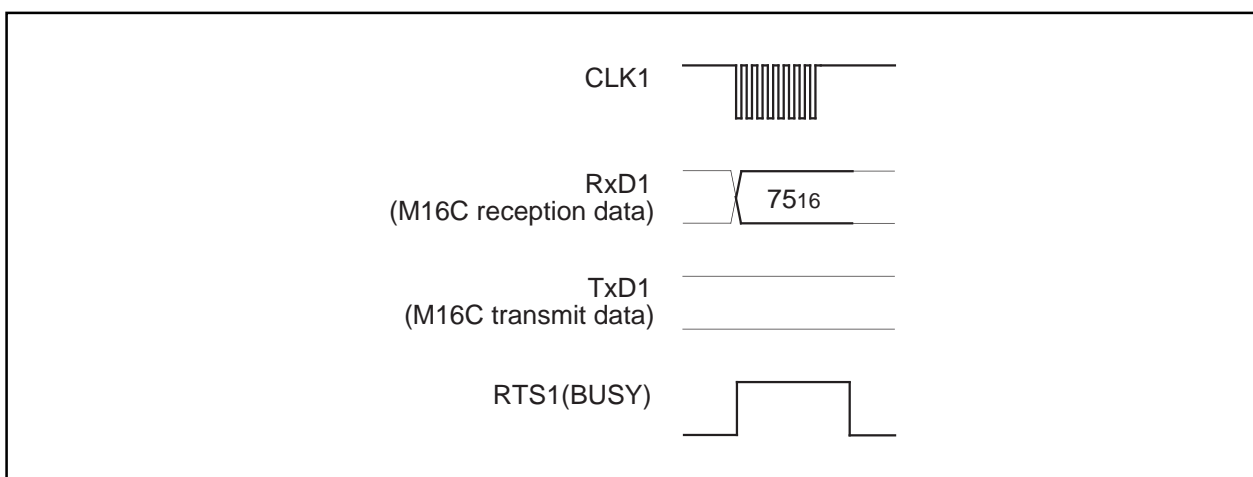 CLK1
RxD1
(M16C reception data)
7516
TxD1
(M16C transmit data)
RTS1(BUSY)